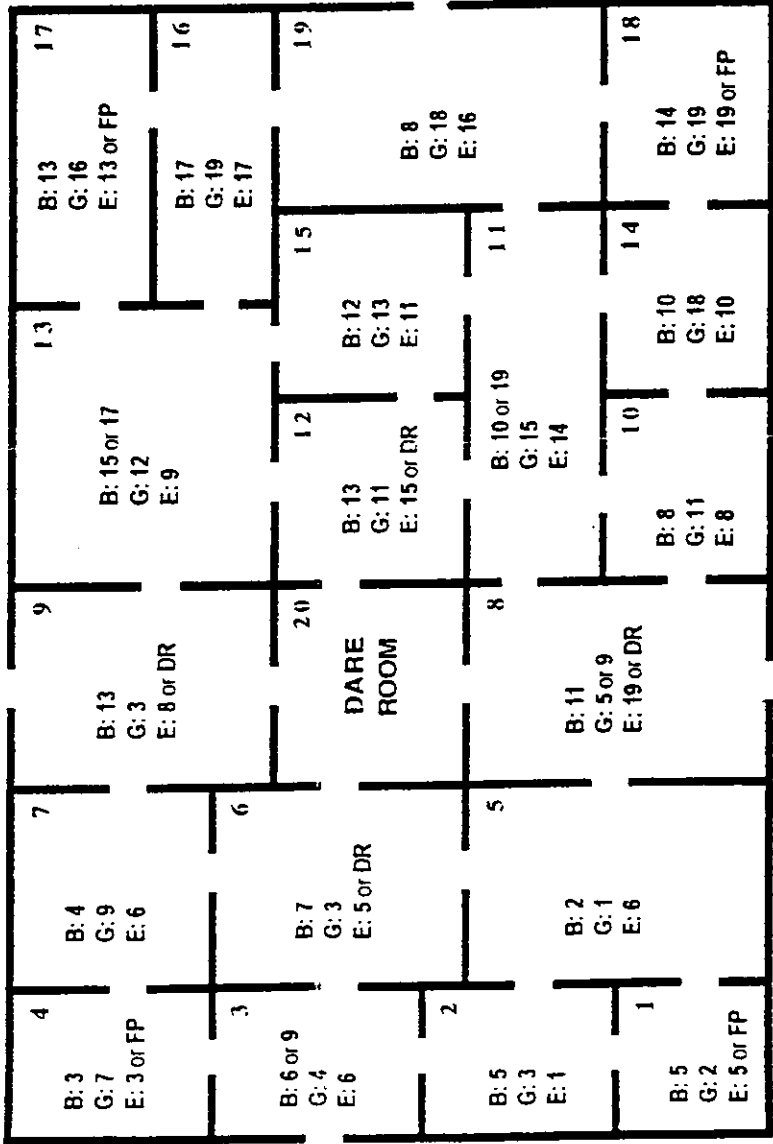 4
B: 3
G: 7
E: 3 or FP
7
B: 4
G: 9
E: 6
9
B: 13
G: 3
E: 8 or DR
13
B: 15 or 17
G: 12
E: 9
17
B: 13
G: 16
E: 13 or FP
16
B: 17
G: 19
E: 17
3
B: 6 or 9
G: 4
E: 6
6
B: 7
G: 3
E: 5 or DR
20
DARE
ROOM
12
B: 13
G: 11
E: 15 or DR
15
B: 12
G: 13
E: 11
19
B: 8
G: 18
E: 16
2
B: 5
G: 3
E: 1
5
B: 2
G: 1
E: 6
8
B: 11
G: 5 or 9
E: 19 or DR
11
B: 10 or 19
G: 15
E: 14
1
B: 5
G: 2
E: 5 or FP
10
B: 8
G: 11
E: 8
14
B: 10
G: 18
E: 10
18
B: 14
G: 19
E: 19 or FP